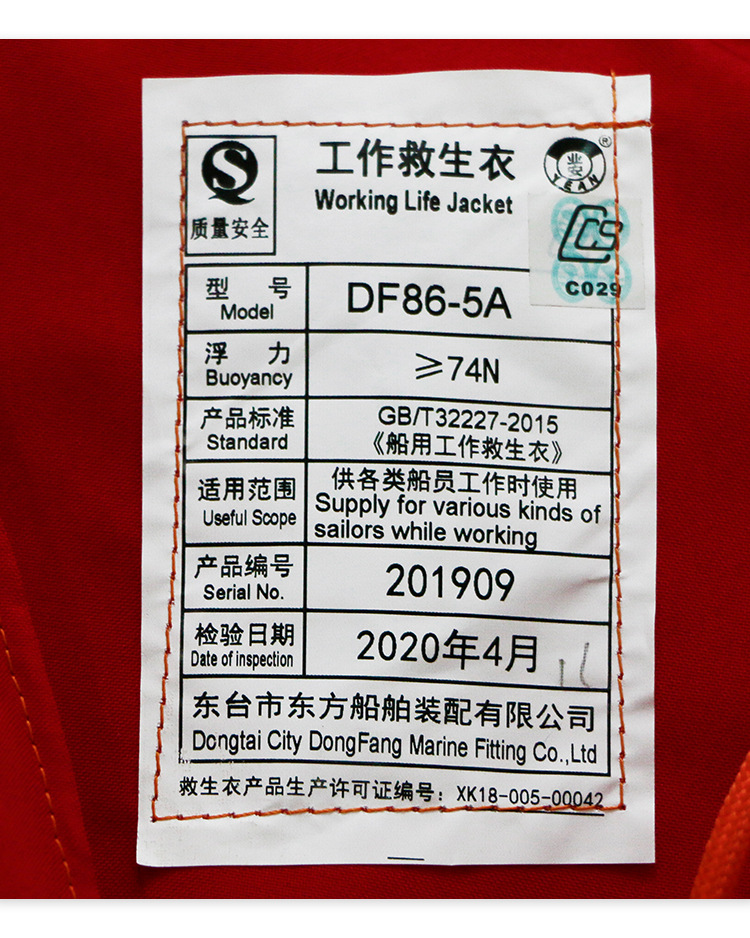 质量安全
工作救生衣
Working Life Jacket
业安
YEAN
®
CCS
C029
型号
Model
DF86-5A
浮力
Buoyancy
≥74N
产品标准
Standard
GB/T32227-2015
《船用工作救生衣》
适用范围
Useful Scope
供各类船员工作时使用
Supply for various kinds of
sailors while working
产品编号
Serial No.
201909
检验日期
Date of inspection
2020年4月
16
东台市东方船舶装配有限公司
Dongtai City DongFang Marine Fitting Co.,Ltd
救生衣产品生产许可证编号：XK18-005-00042